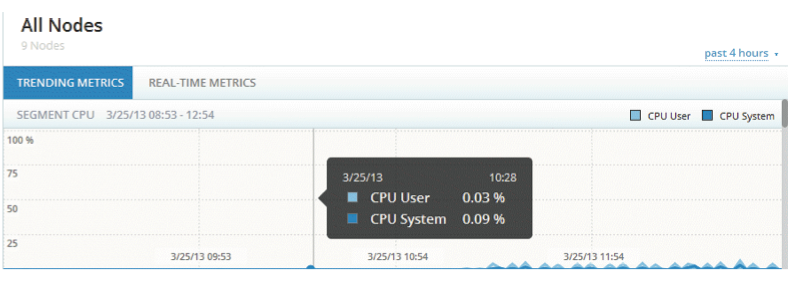 All Nodes
9 Nodes
past 4 hours
TRENDING METRICS REAL-TIME METRICS
SEGMENT CPU 3/25/13 08:53 - 12:54 CPU User CPU System
100 %
75
3/25/13 10:28
CPU User 0.03 %
50
CPU System 0.09 %
25
3/25/13 09:53 3/25/13 10:54 3/25/13 11:54